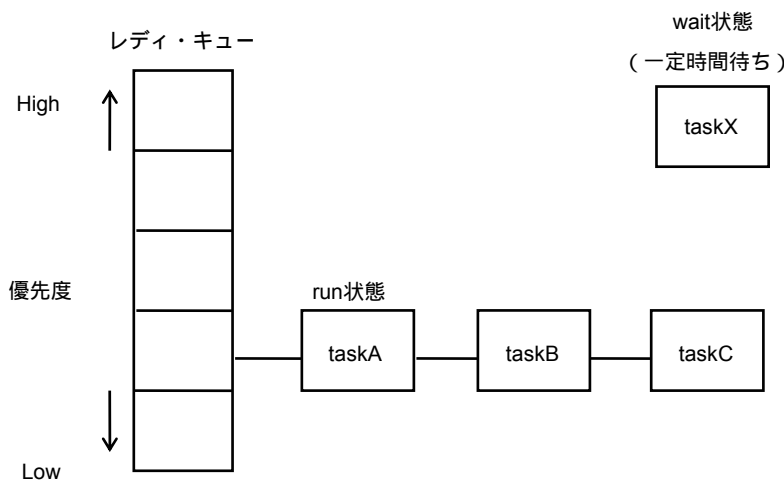 wait状態
レディ・キュー
(一定時間待ち)
High
taskX
優先度
run状態
taskA
taskB
taskC
Low